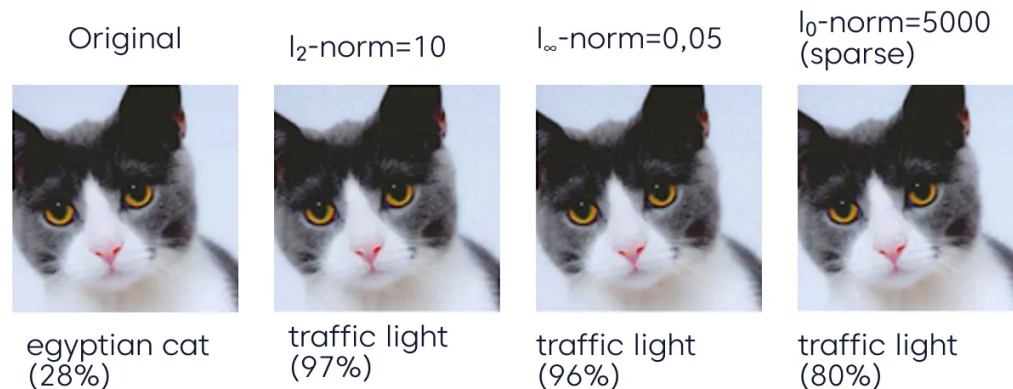 Original
l₂-norm=10
l∞-norm=0,05
l₀-norm=5000
(sparse)
egyptian cat
(28%)
traffic light
(97%)
traffic light
(96%)
traffic light
(80%)